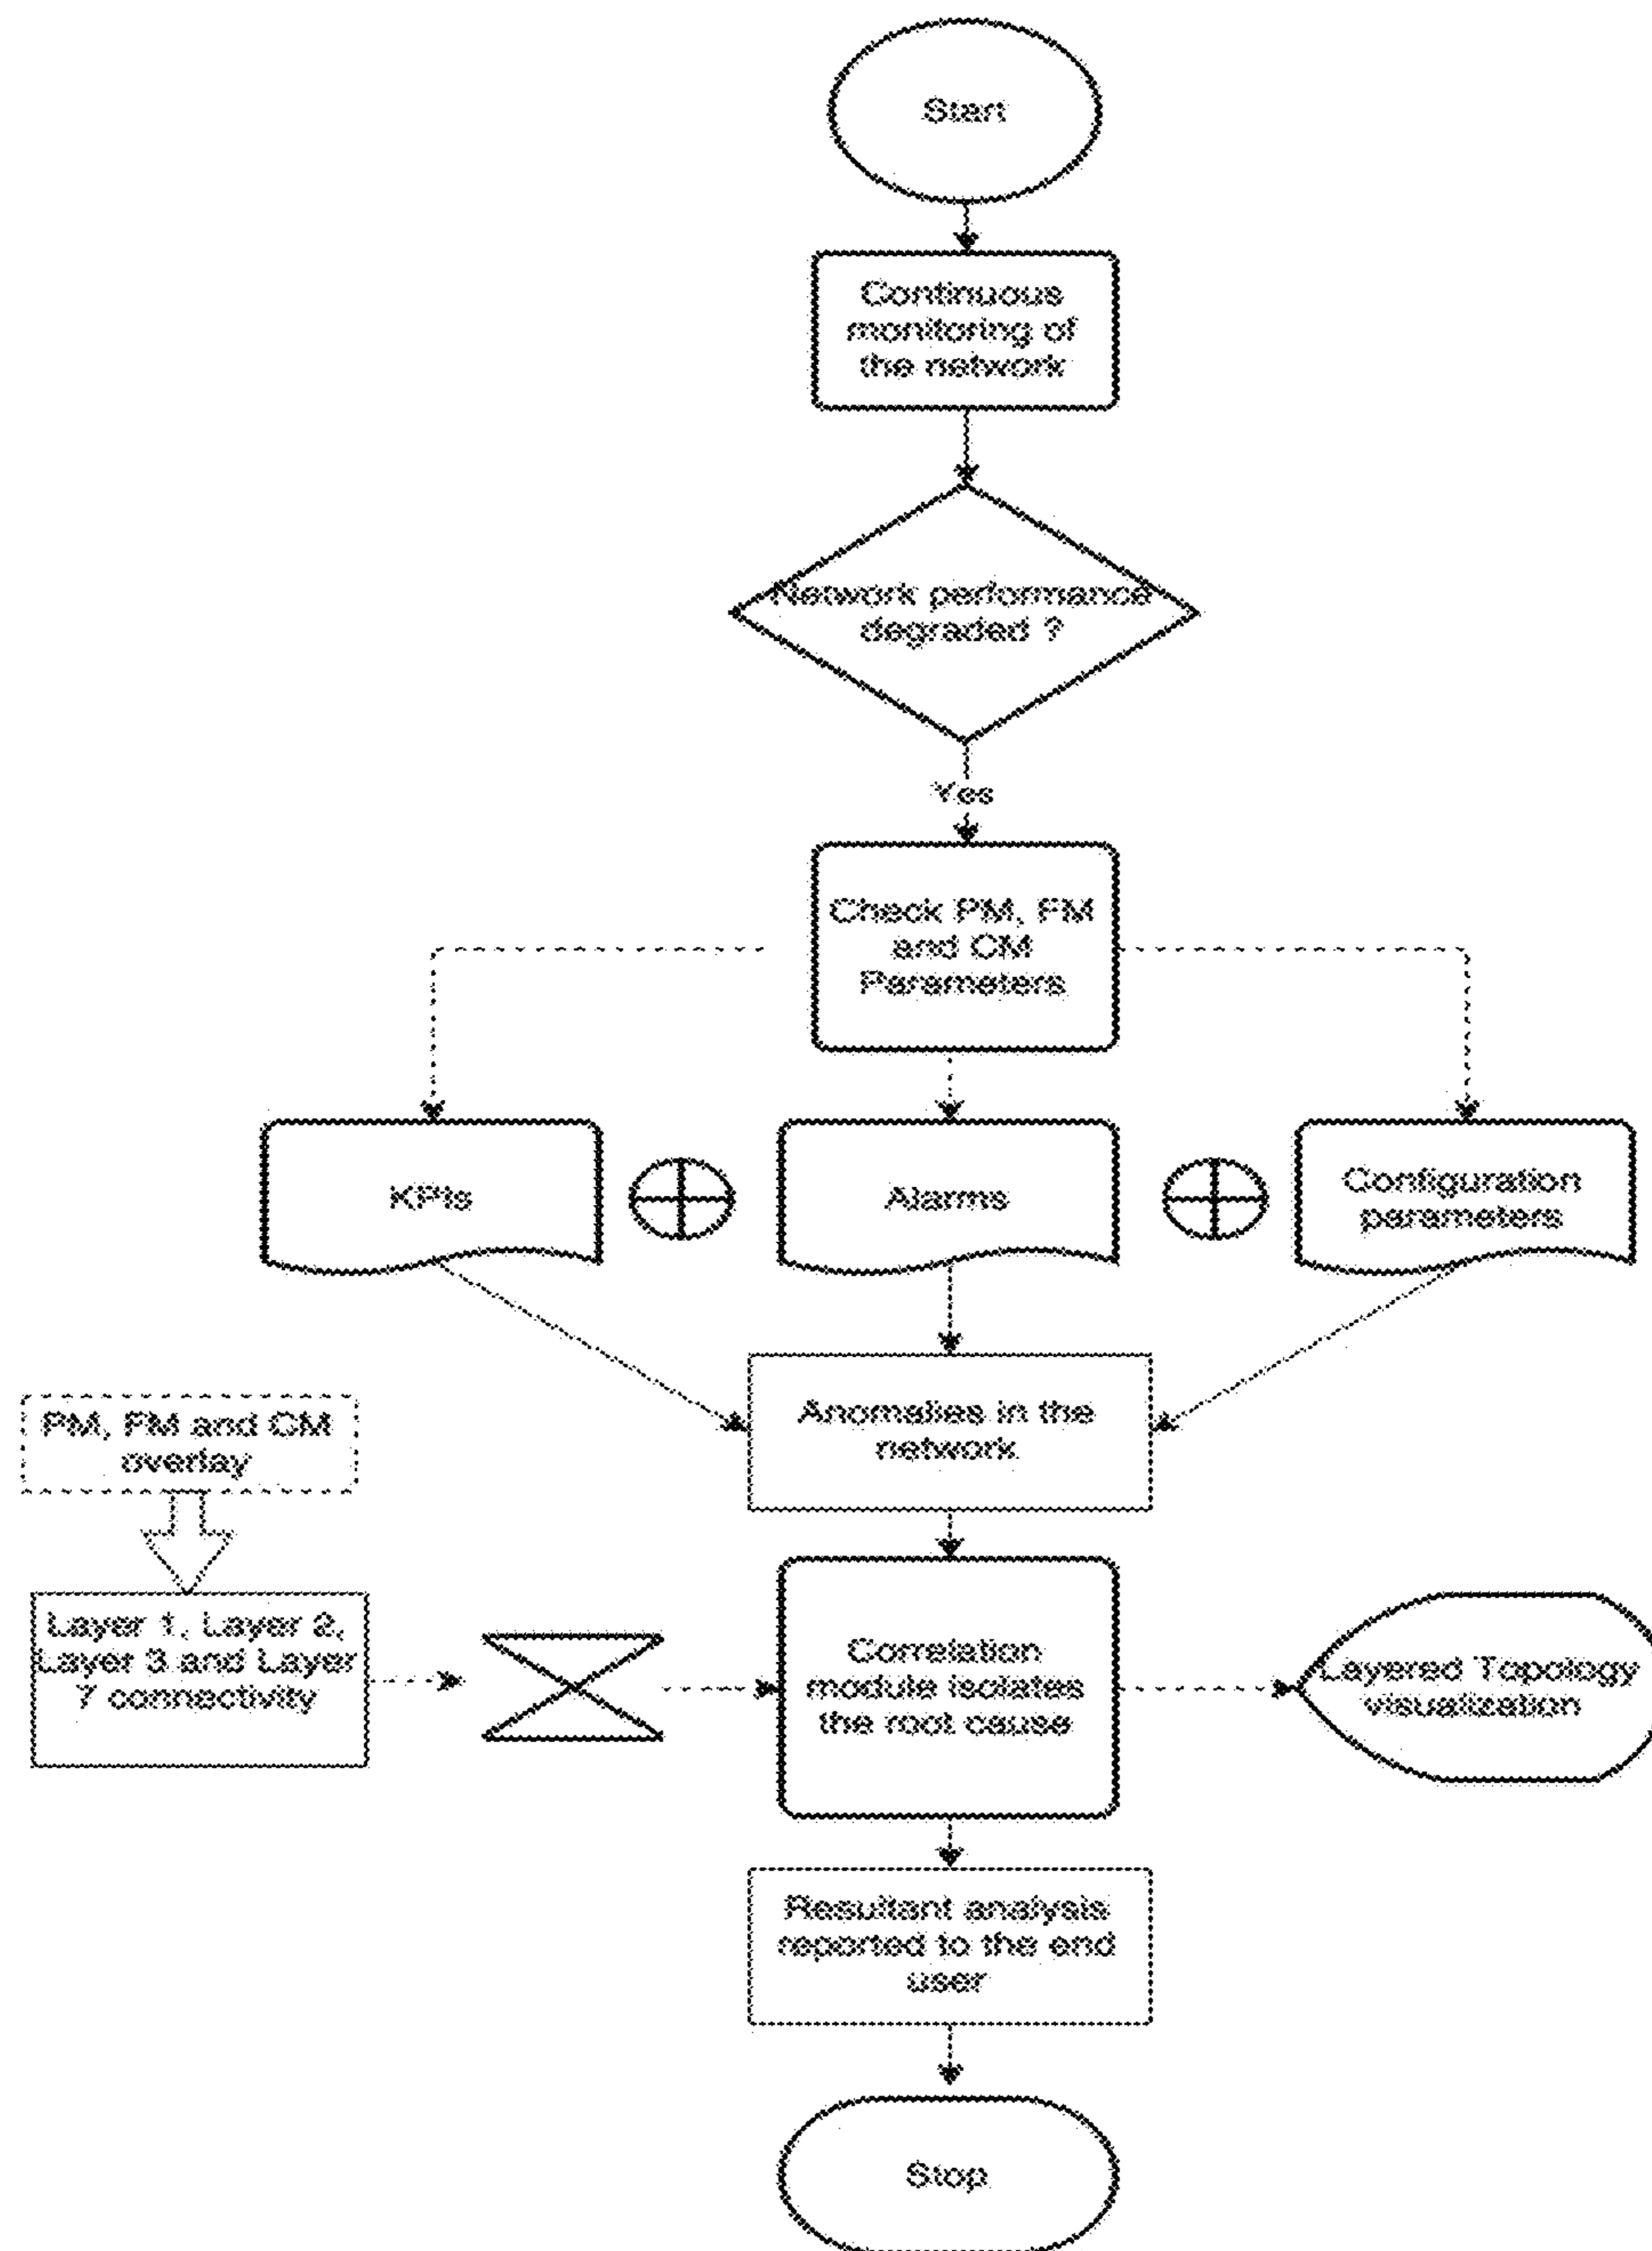 Start
Continuous
monitoring of
the network
Network performance
degraded ?
Yes
Check PM, FM
and CM
Parameters
KPIs
Alarms
Configuration
parameters
Anomalies in the
network
PM, FM and CM
overlay
Layer 1, Layer 2,
Layer 3 and Layer
7 connectivity
Correlation
module isolates
the root cause
Layered Topology
visualization
Resultant analysis
reported to the end
user
Stop